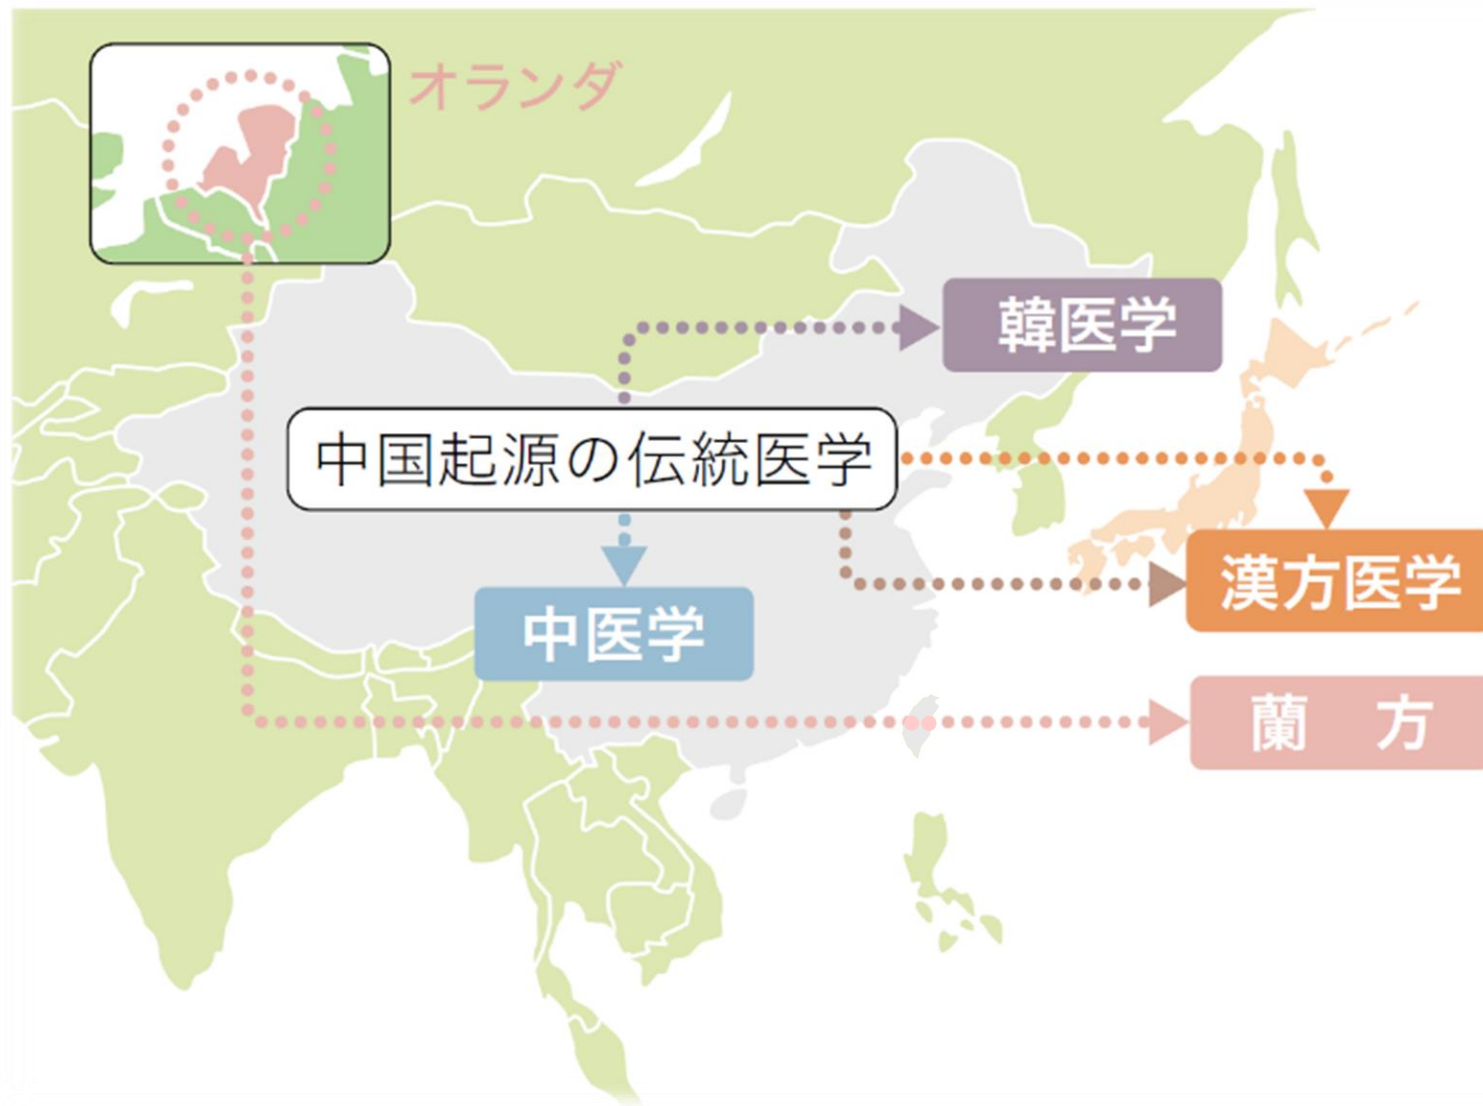 オランダ
韓医学
中国起源の伝統医学
漢方医学
中医学
蘭　方